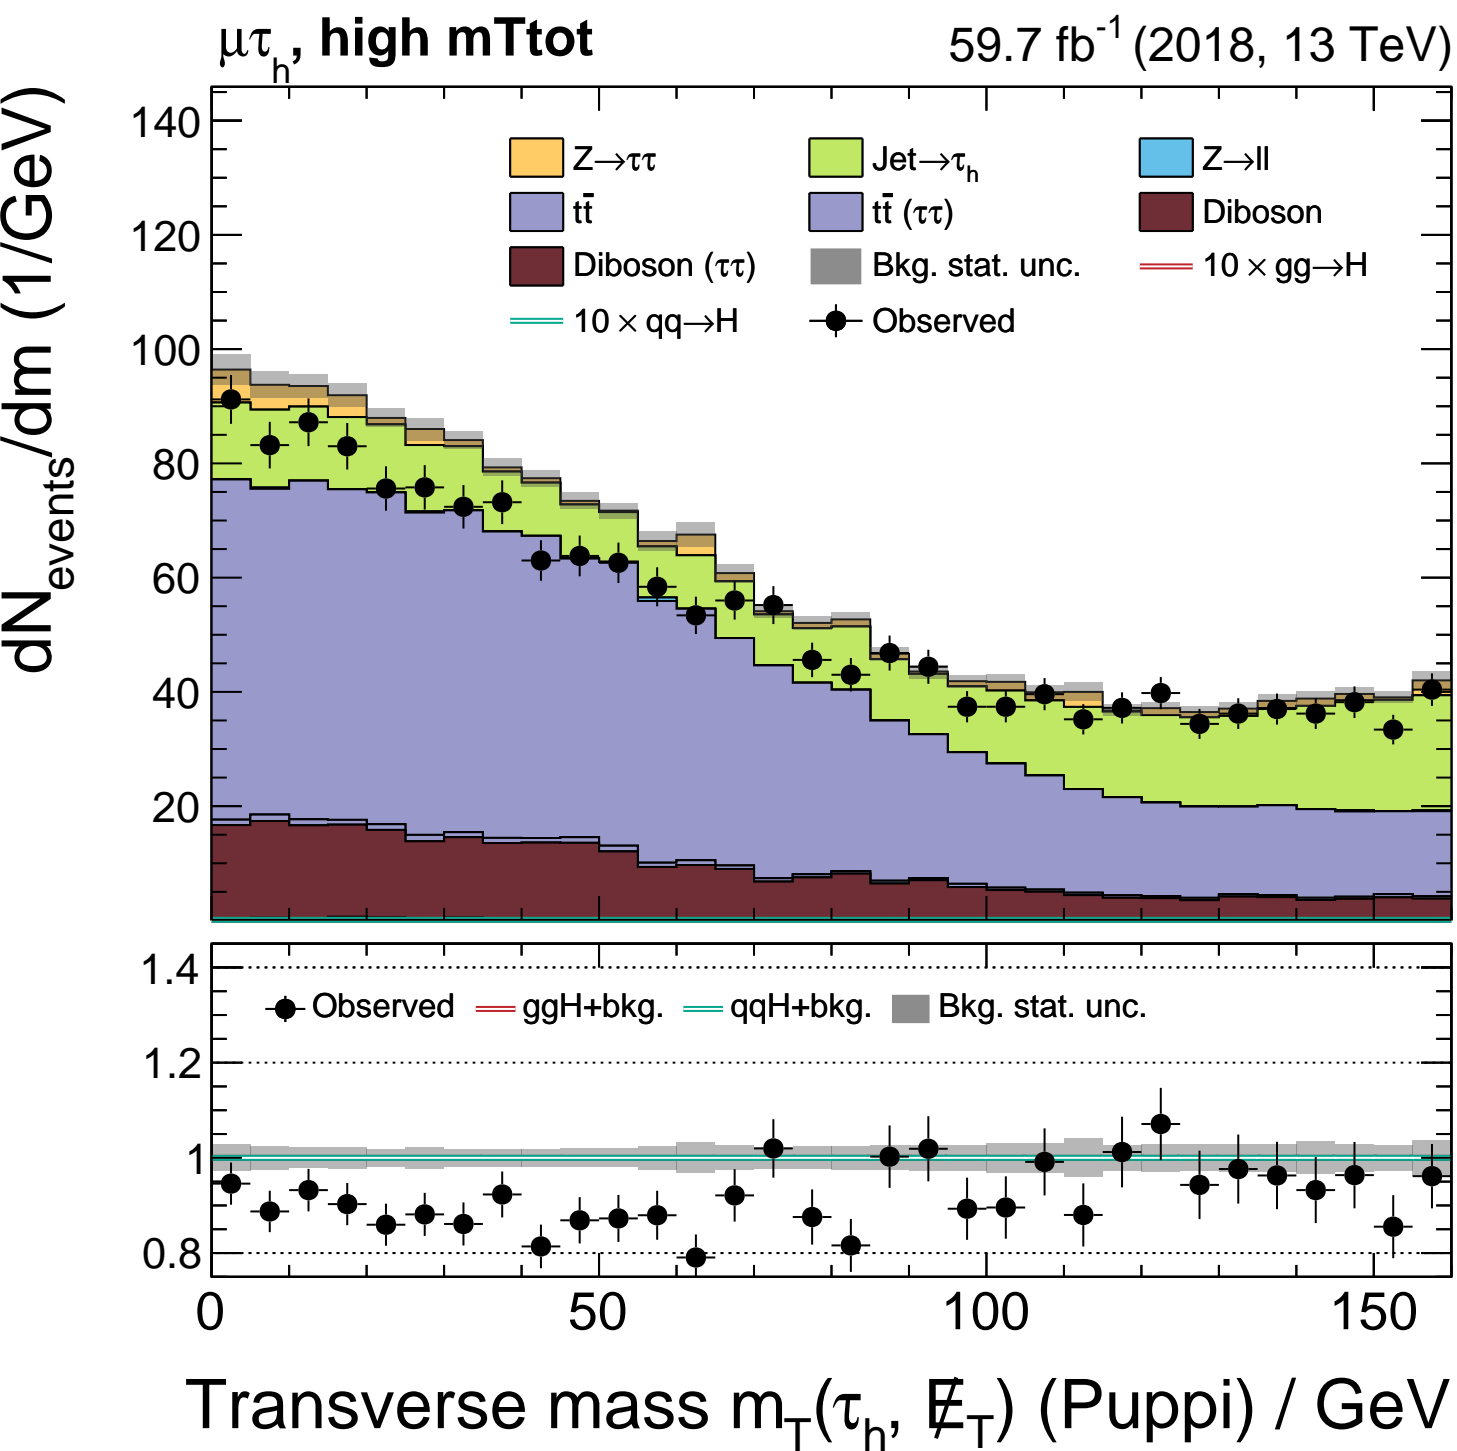 μτh, high mTtot 59.7 fb-1 (2018, 13 TeV)
dNevents/dm (1/GeV)
140
120
100
80
60
40
20
Z→ττ Jet→τh Z→ll
tt̄ tt̄ (ττ) Diboson
Diboson (ττ) Bkg. stat. unc. 10 × gg→H
10 × qq→H Observed
1.4
1.2
1
0.8
Observed ggH+bkg. qqH+bkg. Bkg. stat. unc.
0 50 100 150
Transverse mass mT(τh, E̸T) (Puppi) / GeV